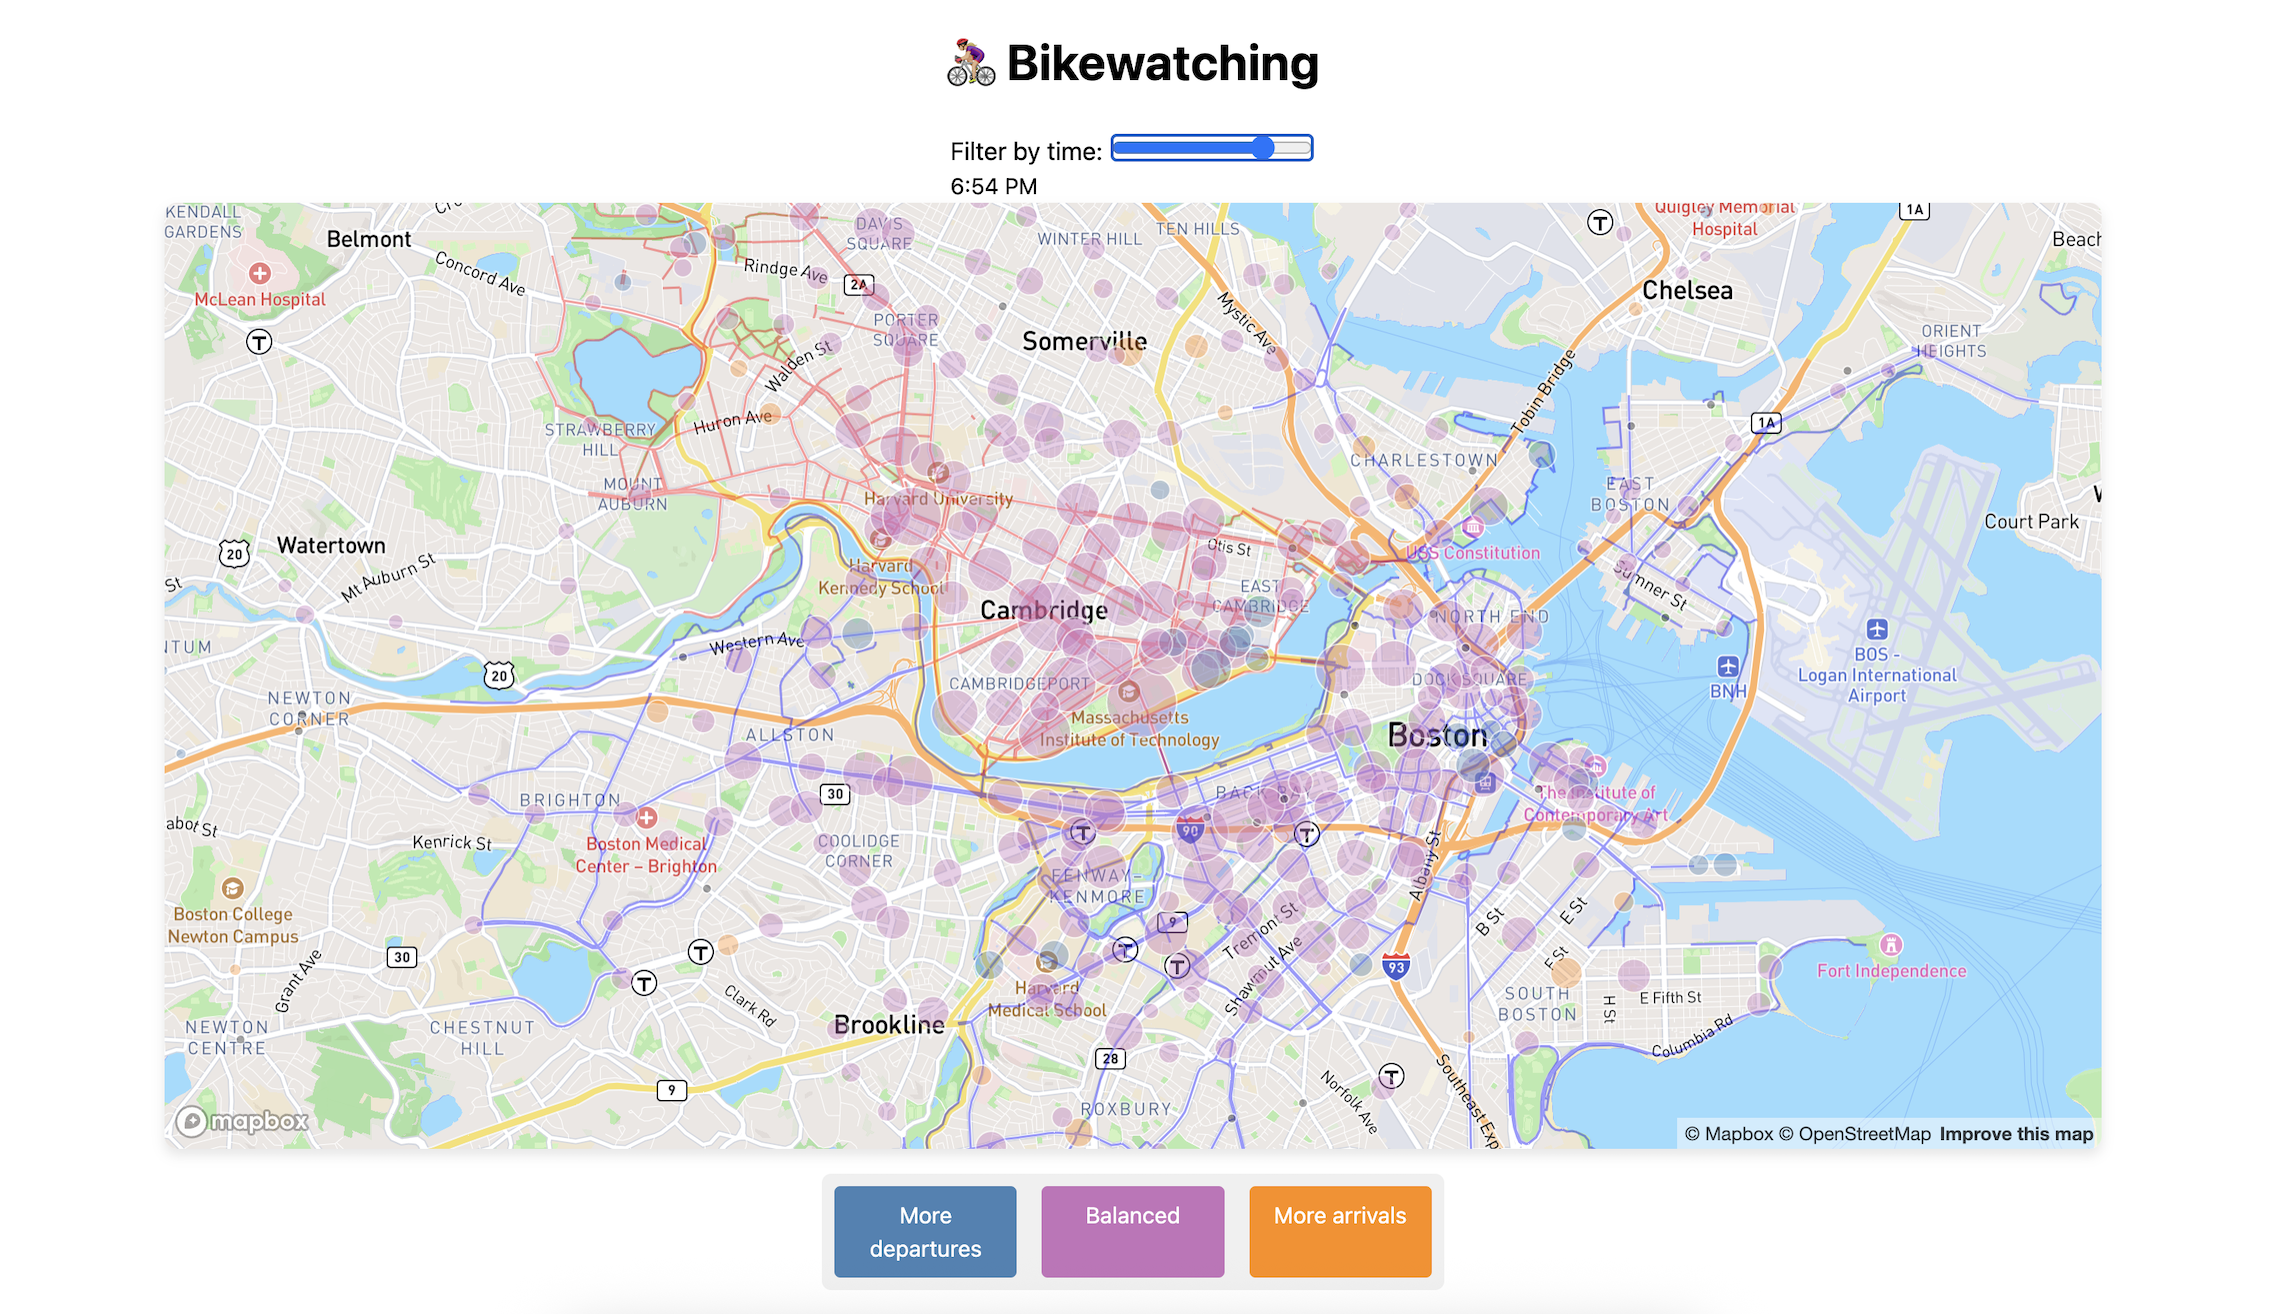 Bikewatching
Filter by time:
6:54 PM
KENDALL
GARDENS
Belmont
McLean Hospital
Concord Ave
Rindge Ave
2A
DAVIS
SQUARE
WINTER HILL
TEN HILLS
Mystic Ave
Quigley Memorial
Hospital
1A
Beach
T
Chelsea
ORIENT
HEIGHTS
T
PORTER
SQUARE
Somerville
Walden St
Huron Ave
Tobin Bridge
STRAWBERRY
HILL
1A
CHARLESTOWN
MOUNT
AUBURN
Harvard University
EAST
BOSTON
Court Park
20
Watertown
Mt Auburn St
St
Otis St
USS Constitution
Harvard
Kennedy School
EAST
CAMBRIDGE
Sumner St
Cambridge
NORTH END
NTUM
Western Ave
20
BOS -
Logan International
Airport
BNH
NEWTON
CORNER
CAMBRIDGEPORT
DOCK SQUARE
Massachusetts
Institute of Technology
Boston
ALLSTON
30
BRIGHTON
BACK BAY
The Institute of
Contemporary Art
abot St
Kenrick St
Boston Medical
Center – Brighton
COOLIDGE
CORNER
T
90
T
Albany St
FENWAY–
KENMORE
Boston College
Newton Campus
9
Tremont St
B St
E St
30
T
T
T
T
Shawmut Ave
93
F St
Fort Independence
Grant Ave
Clark Rd
Harvard
Medical School
SOUTH
BOSTON
H St
E Fifth St
NEWTON
CENTRE
CHESTNUT
HILL
Brookline
Columbia Rd
28
9
Norfolk Ave
T
Southeast Exp
ROXBURY
mapbox
© Mapbox © OpenStreetMap Improve this map
More
departures
Balanced
More arrivals